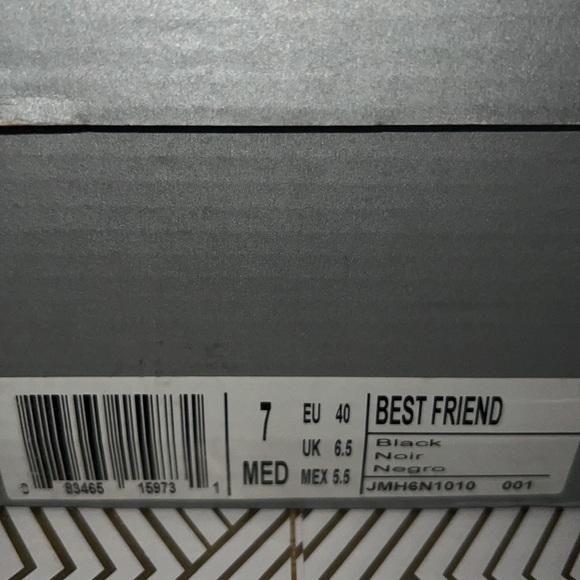 7
MED
EU 40
UK 6.5
MEX 5.5
BEST FRIEND
Black
Noir
Negro
JMH6N1010 001
0 93465 15973 1